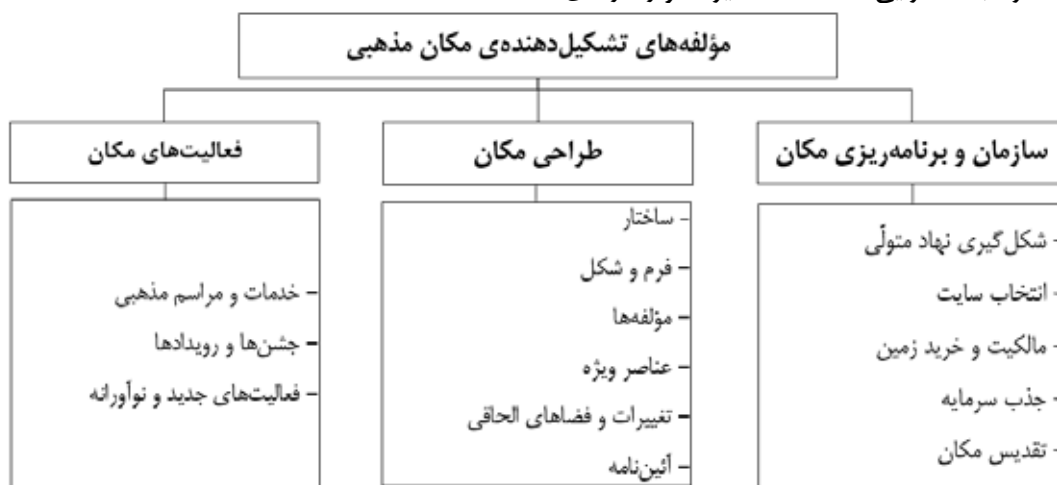 مؤلفه‌های تشکیل‌دهنده‌ی مکان مذهبی
سازمان و برنامه‌ریزی مکان
- شکل‌گیری نهاد متولّی
- انتخاب سایت
- مالکیت و خرید زمین
- جذب سرمایه
- تقدیس مکان
طراحی مکان
- ساختار
- فرم و شکل
- مؤلفه‌ها
- عناصر ویژه
- تغییرات و فضاهای الحاقی
- آئین‌نامه
فعالیت‌های مکان
- خدمات و مراسم مذهبی
- جشن‌ها و رویدادها
- فعالیت‌های جدید و نوآورانه